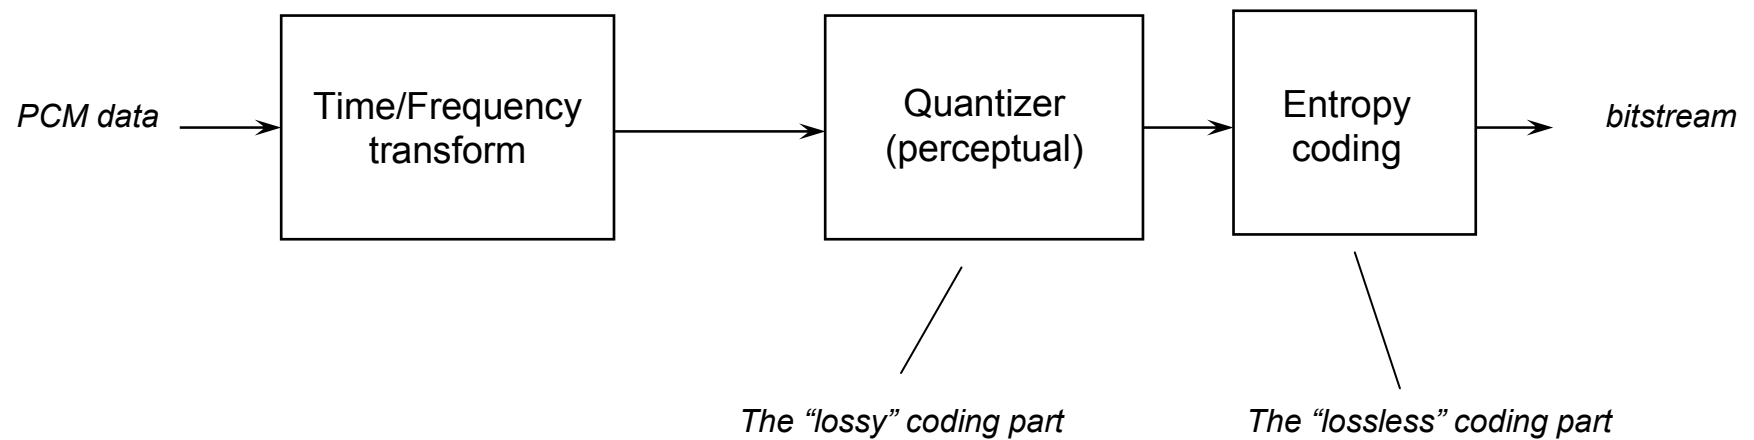 PCM data
Time/Frequency
transform
Quantizer
(perceptual)
Entropy
coding
bitstream
The “lossy” coding part
The “lossless” coding part